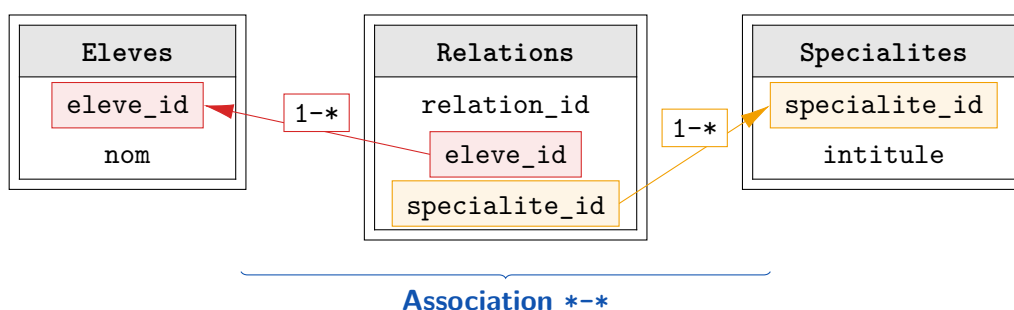 Eleves
eleve_id
nom
1-*
Relations
relation_id
eleve_id
specialite_id
1-*
Specialites
specialite_id
intitule
Association *-*